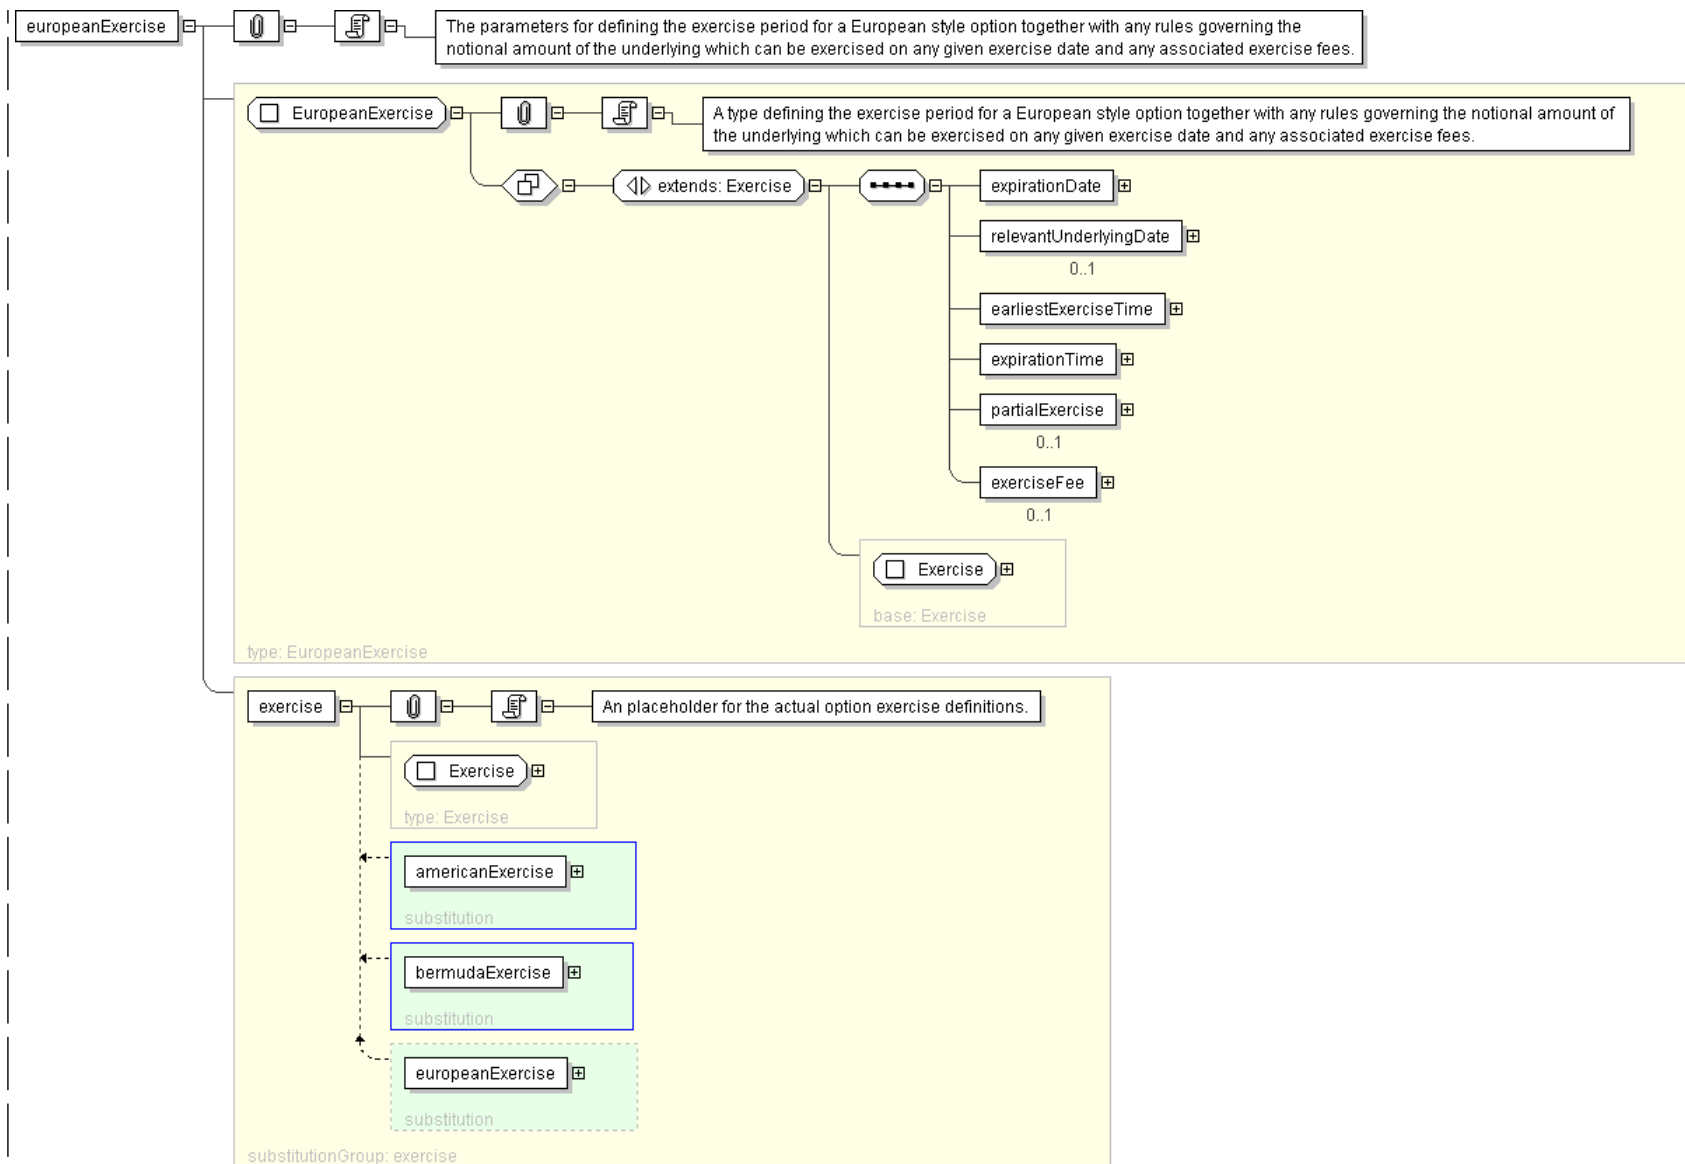 europeanExercise
The parameters for defining the exercise period for a European style option together with any rules governing the
notional amount of the underlying which can be exercised on any given exercise date and any associated exercise fees.
EuropeanExercise
A type defining the exercise period for a European style option together with any rules governing the notional amount of
the underlying which can be exercised on any given exercise date and any associated exercise fees.
extends: Exercise
expirationDate
relevantUnderlyingDate
0..1
earliestExerciseTime
expirationTime
partialExercise
0..1
exerciseFee
0..1
Exercise
base: Exercise
type: EuropeanExercise
exercise
An placeholder for the actual option exercise definitions.
Exercise
type: Exercise
americanExercise
substitution
bermudaExercise
substitution
europeanExercise
substitution
substitutionGroup: exercise